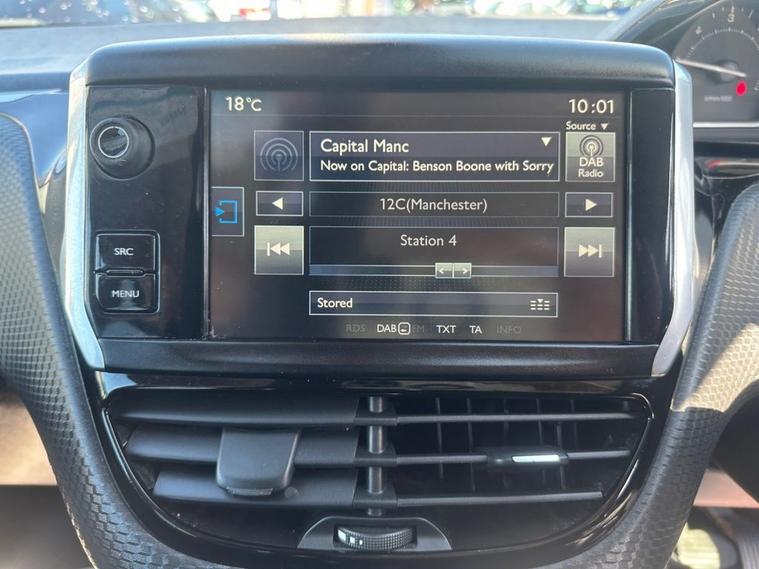 18°C
10:01
Source ▼
Capital Manc
Now on Capital: Benson Boone with Sorry
DAB
Radio
12C(Manchester)
Station 4
SRC
MENU
Stored
RDS DAB FM TXT TA INFO
3